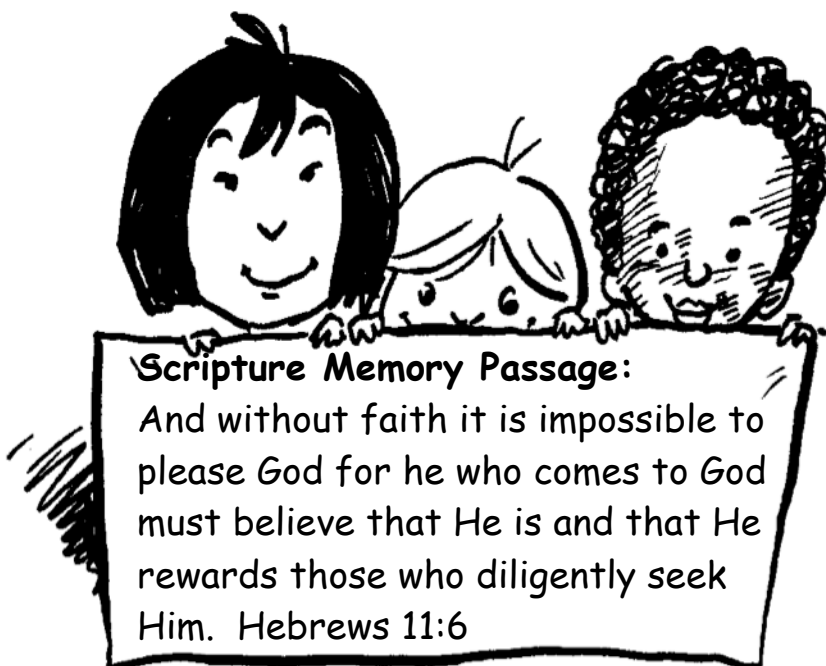 Scripture Memory Passage:
And without faith it is impossible to
please God for he who comes to God
must believe that He is and that He
rewards those who diligently seek
Him.  Hebrews 11:6